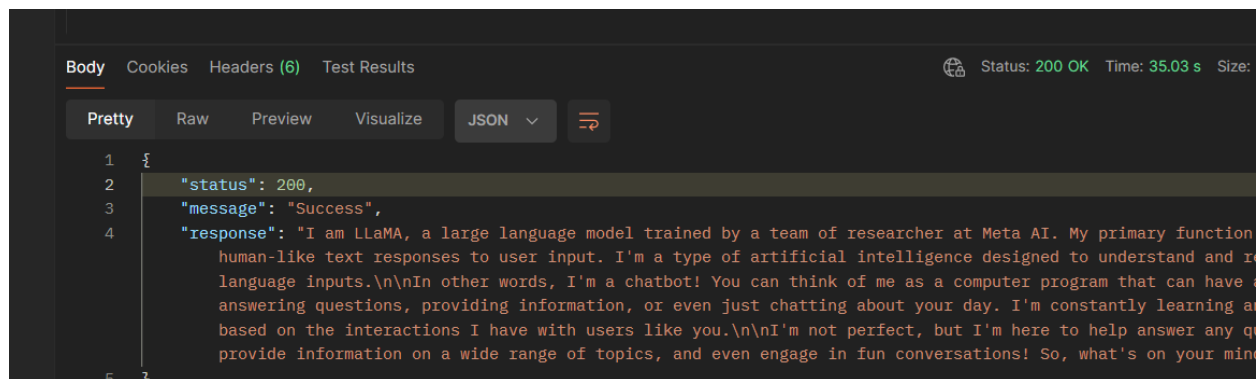 Body Cookies Headers (6) Test Results Status: 200 OK Time: 35.03 s Size:
Pretty Raw Preview Visualize JSON
1 {
2 "status": 200,
3 "message": "Success",
4 "response": "I am LLaMA, a large language model trained by a team of researcher at Meta AI. My primary function
human-like text responses to user input. I'm a type of artificial intelligence designed to understand and
language inputs.\n\nIn other words, I'm a chatbot! You can think of me as a computer program that can have
answering questions, providing information, or even just chatting about your day. I'm constantly learning
based on the interactions I have with users like you.\n\nI'm not perfect, but I'm here to help answer any
provide information on a wide range of topics, and even engage in fun conversations! So, what's on your
5 }